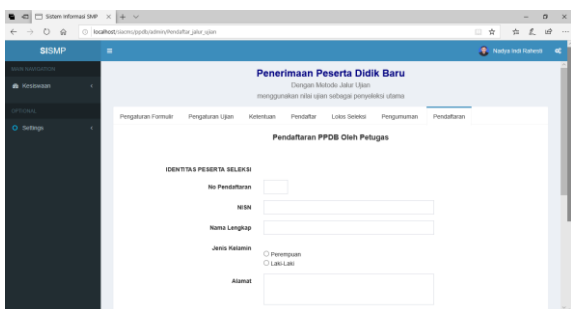 Sistem Informasi SMP
localhost/siacmu/ppdb/admin/Pendaftar_jalur_ujian
SISMP
Nadya Indi Rahardi
MAIN NAVIGATION
Kesiswaan
OPTIONAL
Settings
Penerimaan Peserta Didik Baru
Dengan Metode Jalur Ujian
menggunakan nilai ujian sebagai penyeleksi utama
Pengaturan Formulir Pengaturan Ujian Ketentuan Pendaftar Lolos Seleksi Pengumuman Pendaftaran
Pendaftaran PPDB Oleh Petugas
IDENTITAS PESERTA SELEKSI
No Pendaftaran
NISN
Nama Lengkap
Jenis Kelamin
Perempuan
Laki-Laki
Alamat